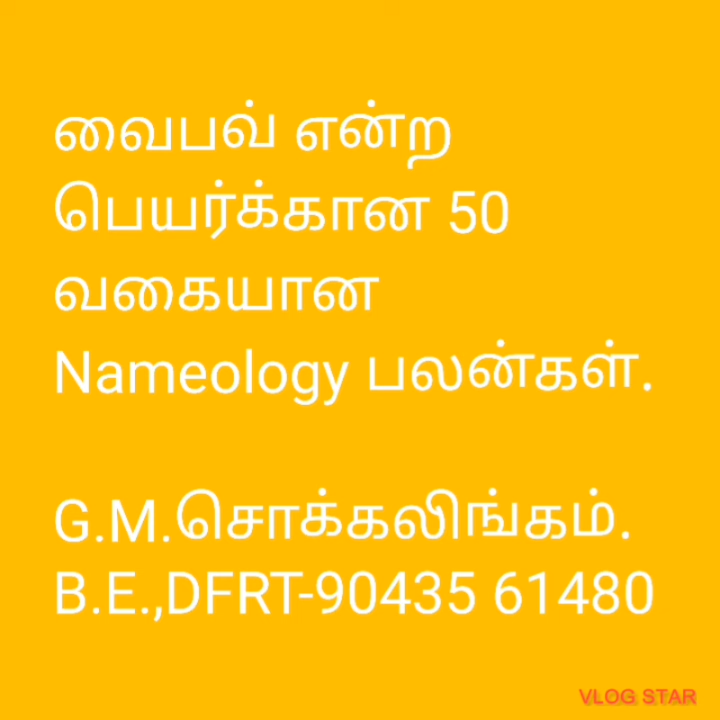 வைபவ் என்ற
பெயர்க்கான 50
வகையான
Nameology பலன்கள்.
G.M.சொக்கலிங்கம்.
B.E.,DFRT-90435 61480
VLOG STAR